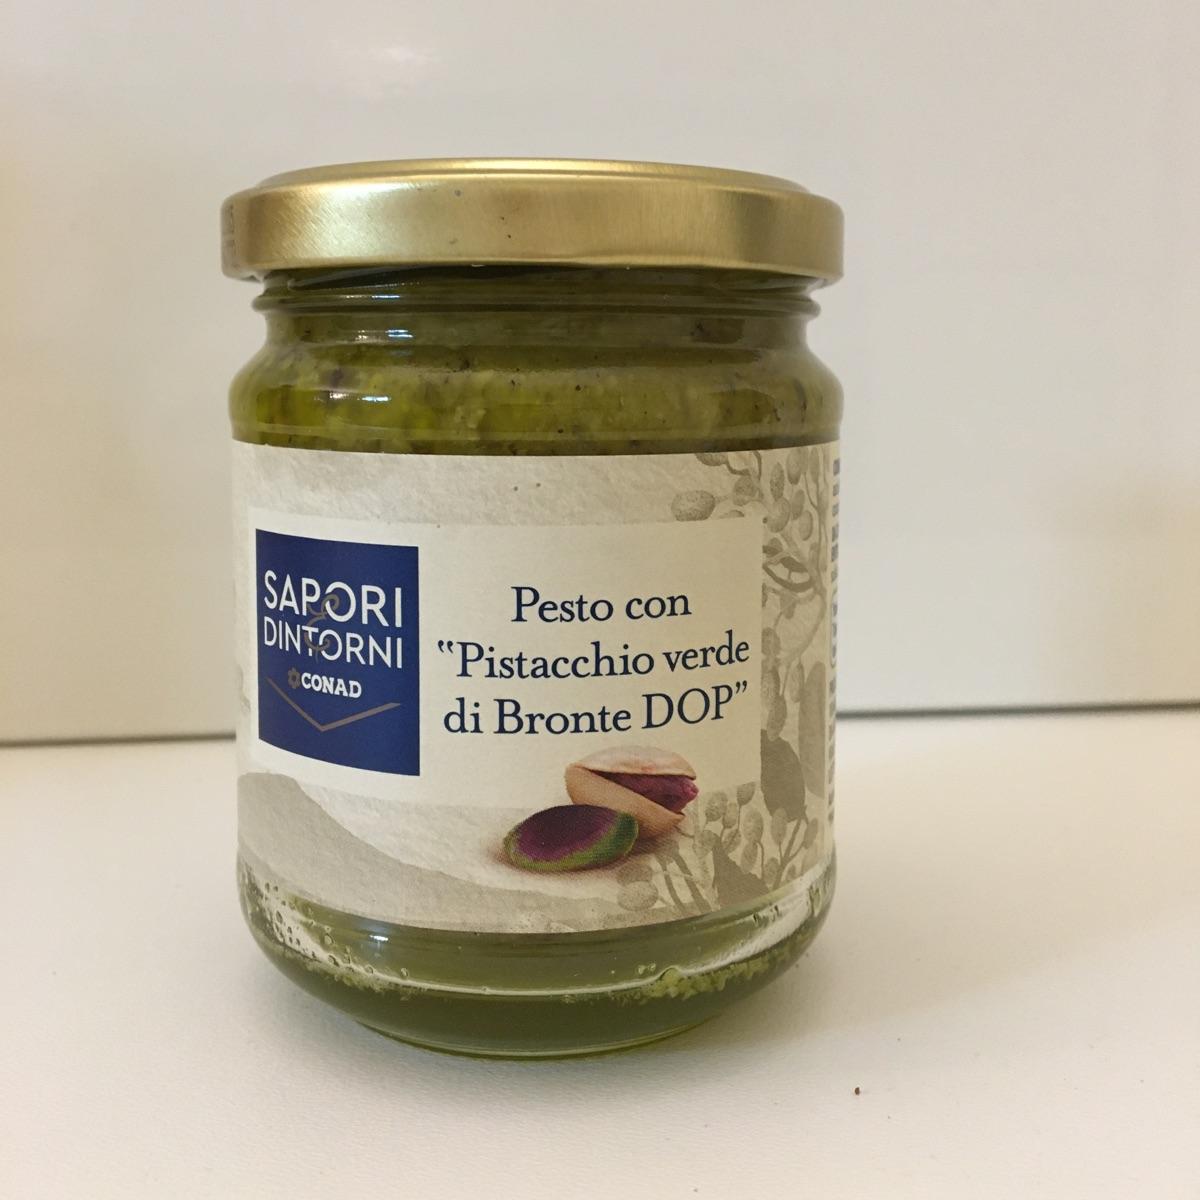 SAPORI
&
DINTORNI
CONAD
Pesto con
"Pistacchio verde
di Bronte DOP"